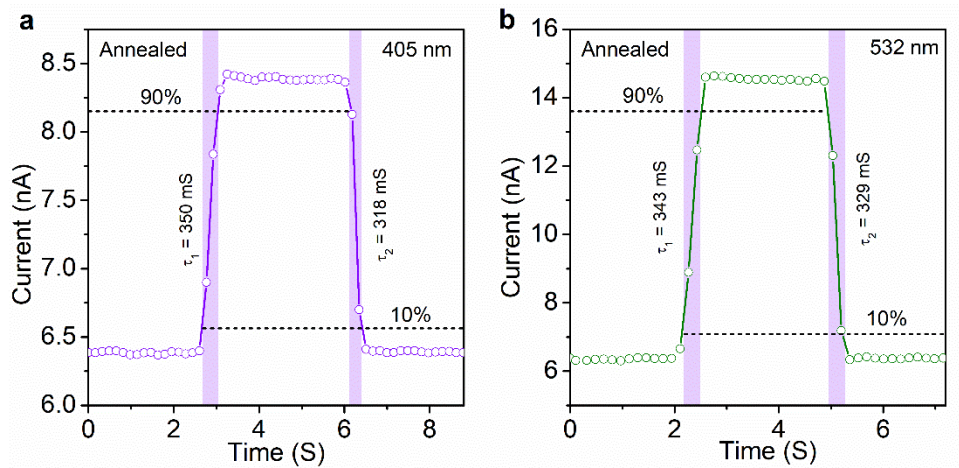 a
Annealed
405 nm
90%
10%
τ1 = 350 mS
τ2 = 318 mS
8.5
8.0
7.5
7.0
6.5
6.0
Current (nA)
0
2
4
6
8
Time (S)
b
Annealed
532 nm
90%
10%
τ1 = 343 mS
τ2 = 329 mS
16
14
12
10
8
6
Current (nA)
0
2
4
6
Time (S)